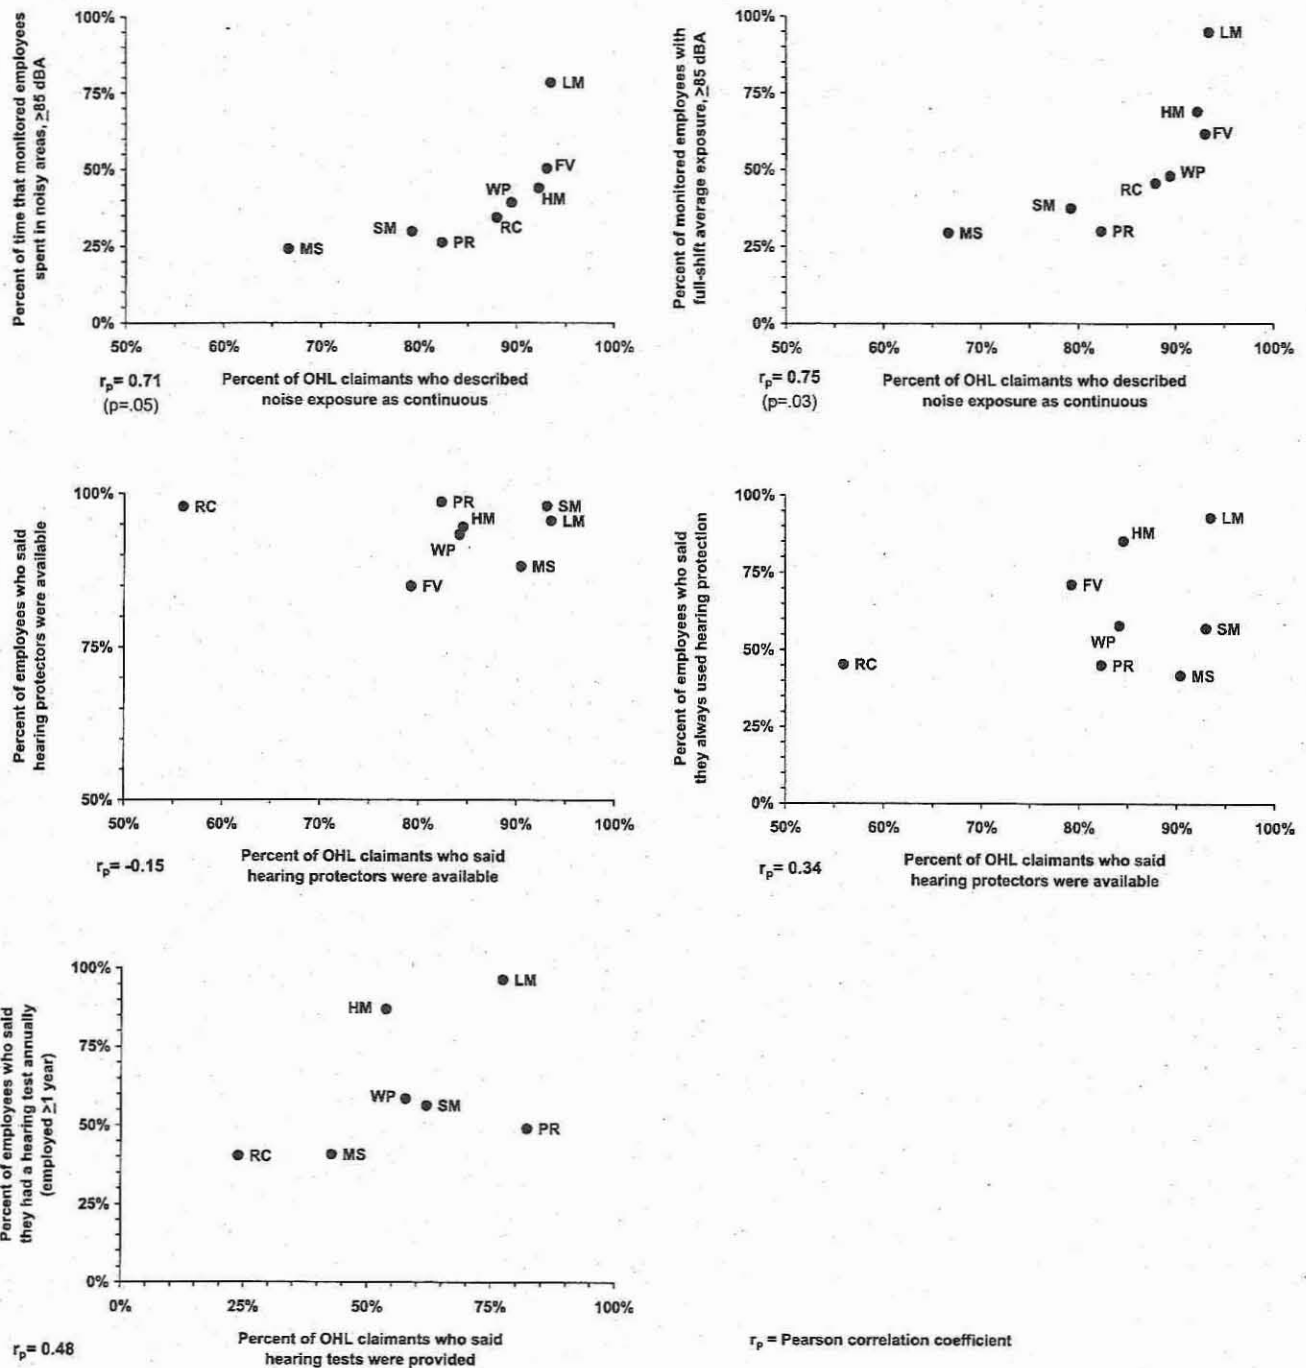 Percent of time that monitored employees
spent in noisy areas, ≥85 dBA
100%
75%
50%
25%
0%
LM
FV
WP
HM
RC
SM
PR
MS
50%
60%
70%
80%
90%
100%
rp= 0.71
(p=.05)
Percent of OHL claimants who described
noise exposure as continuous
Percent of monitored employees with
full-shift average exposure, ≥85 dBA
100%
75%
50%
25%
0%
LM
HM
FV
WP
RC
SM
PR
MS
50%
60%
70%
80%
90%
100%
rp= 0.75
(p=.03)
Percent of OHL claimants who described
noise exposure as continuous
Percent of employees who said
hearing protectors were available
100%
75%
50%
RC
PR
SM
HM
LM
WP
MS
FV
50%
60%
70%
80%
90%
100%
rp= -0.15
Percent of OHL claimants who said
hearing protectors were available
Percent of employees who said
they always used hearing protection
100%
75%
50%
25%
0%
LM
HM
FV
SM
WP
RC
PR
MS
50%
60%
70%
80%
90%
100%
rp= 0.34
Percent of OHL claimants who said
hearing protectors were available
Percent of employees who said
they had a hearing test annually
(employed ≥1 year)
100%
75%
50%
25%
0%
LM
HM
WP
SM
PR
RC
MS
0%
25%
50%
75%
100%
rp= 0.48
Percent of OHL claimants who said
hearing tests were provided
rp = Pearson correlation coefficient